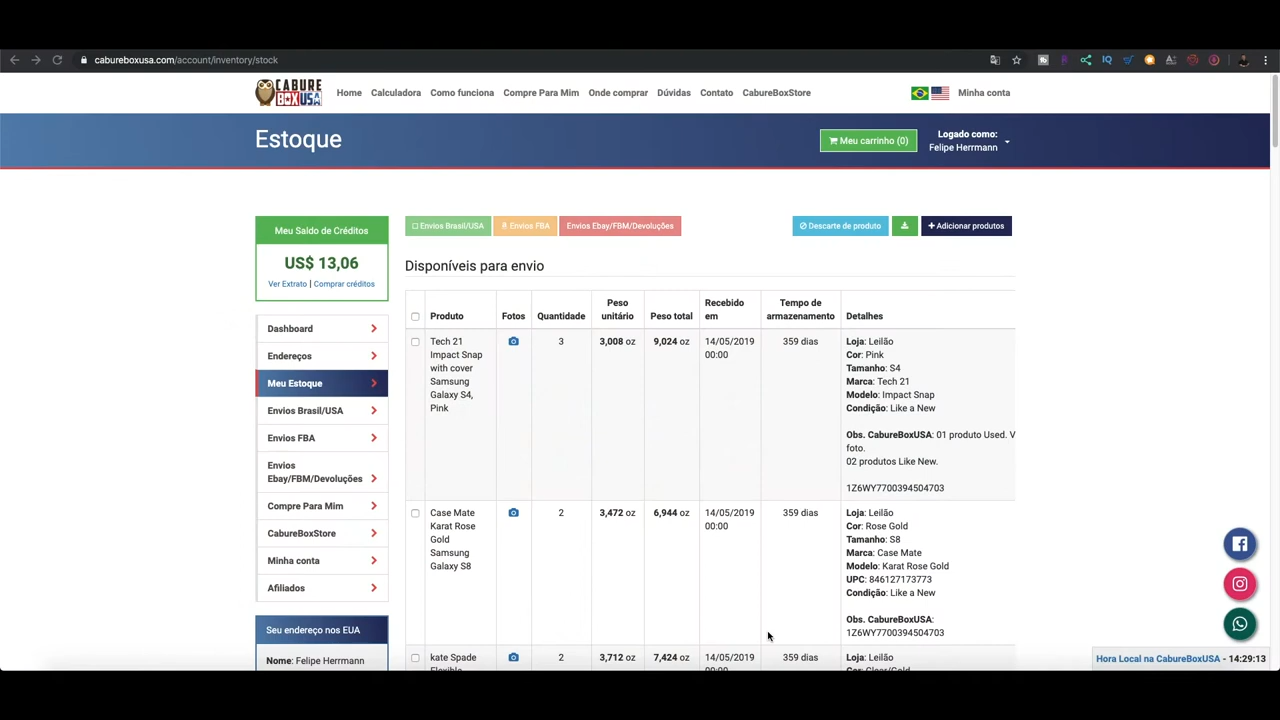 cabureboxusa.com/account/inventory/stock
CABURE
BOXUSA
Home Calculadora Como funciona Compre Para Mim Onde comprar Dúvidas Contato CabureBoxStore
Minha conta
Estoque
Meu carrinho (0)
Logado como:
Felipe Herrmann
Meu Saldo de Créditos
US$ 13,06
Ver Extrato | Comprar créditos
Dashboard
Endereços
Meu Estoque
Envios Brasil/USA
Envios FBA
Envios
Ebay/FBM/Devoluções
Compre Para Mim
CabureBoxStore
Minha conta
Afiliados
Seu endereço nos EUA
Nome: Felipe Herrmann
Envios Brasil/USA Envios FBA Envios Ebay/FBM/Devoluções
Descarte de produto
Adicionar produtos
Disponíveis para envio
Produto Fotos Quantidade Peso unitário Peso total Recebido em Tempo de armazenamento Detalhes
Tech 21
Impact Snap
with cover
Samsung
Galaxy S4,
Pink
3
3,008 oz
9,024 oz
14/05/2019
00:00
359 dias
Loja: Leilão
Cor: Pink
Tamanho: S4
Marca: Tech 21
Modelo: Impact Snap
Condição: Like a New
Obs. CabureBoxUSA: 01 produto Used. V
foto.
02 produtos Like New.
1Z6WY7700394504703
Case Mate
Karat Rose
Gold
Samsung
Galaxy S8
2
3,472 oz
6,944 oz
14/05/2019
00:00
359 dias
Loja: Leilão
Cor: Rose Gold
Tamanho: S8
Marca: Case Mate
Modelo: Karat Rose Gold
UPC: 846127173773
Condição: Like a New
Obs. CabureBoxUSA:
1Z6WY7700394504703
kate Spade
Flexible
2
3,712 oz
7,424 oz
14/05/2019
00:00
359 dias
Loja: Leilão
Cor: Clear/Gold
Hora Local na CabureBoxUSA - 14:29:13